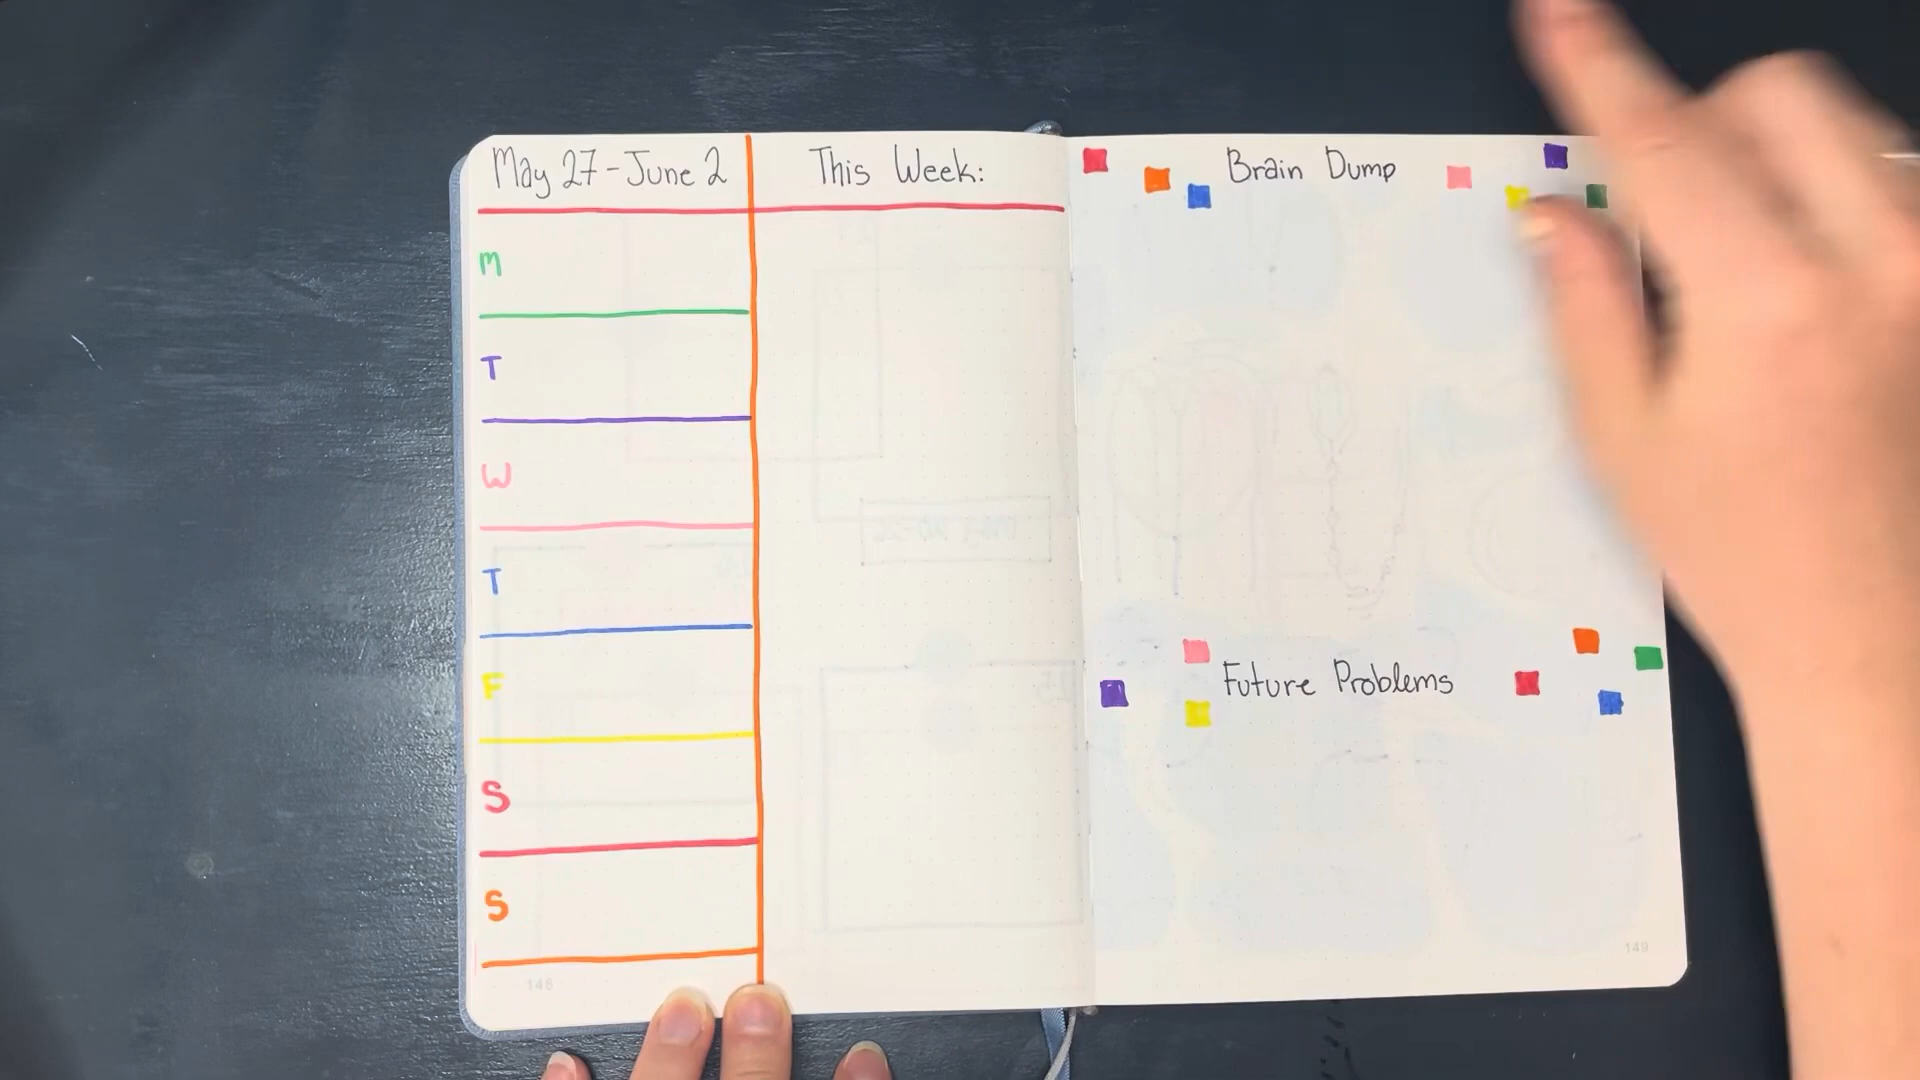 May 27 - June 2
This Week:
M
T
W
T
F
S
S
148
Brain Dump
Future Problems
149